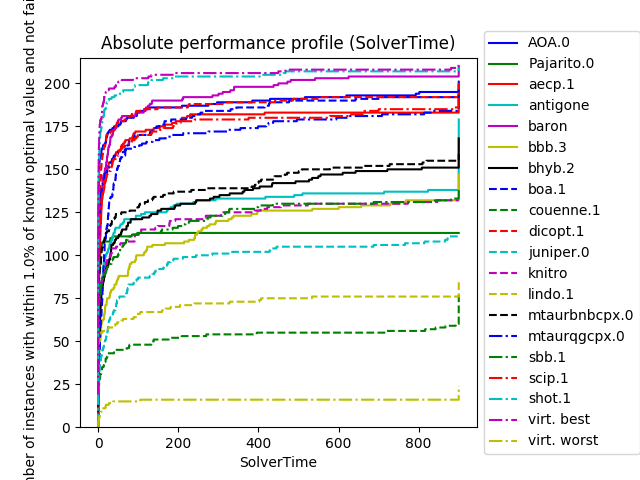 Absolute performance profile (SolverTime)
of instances with within 1.0% of known optimal value and not
200
175
150
125
100
75
50
25
0
0 200 400 600 800
SolverTime
AOA.0
Pajarito.0
aecp.1
antigone
baron
bbb.3
bhyb.2
boa.1
couenne.1
dicopt.1
juniper.0
knitro
lindo.1
mtaurbnbcpx.0
mtaurqgcpx.0
sbb.1
scip.1
shot.1
virt. best
virt. worst